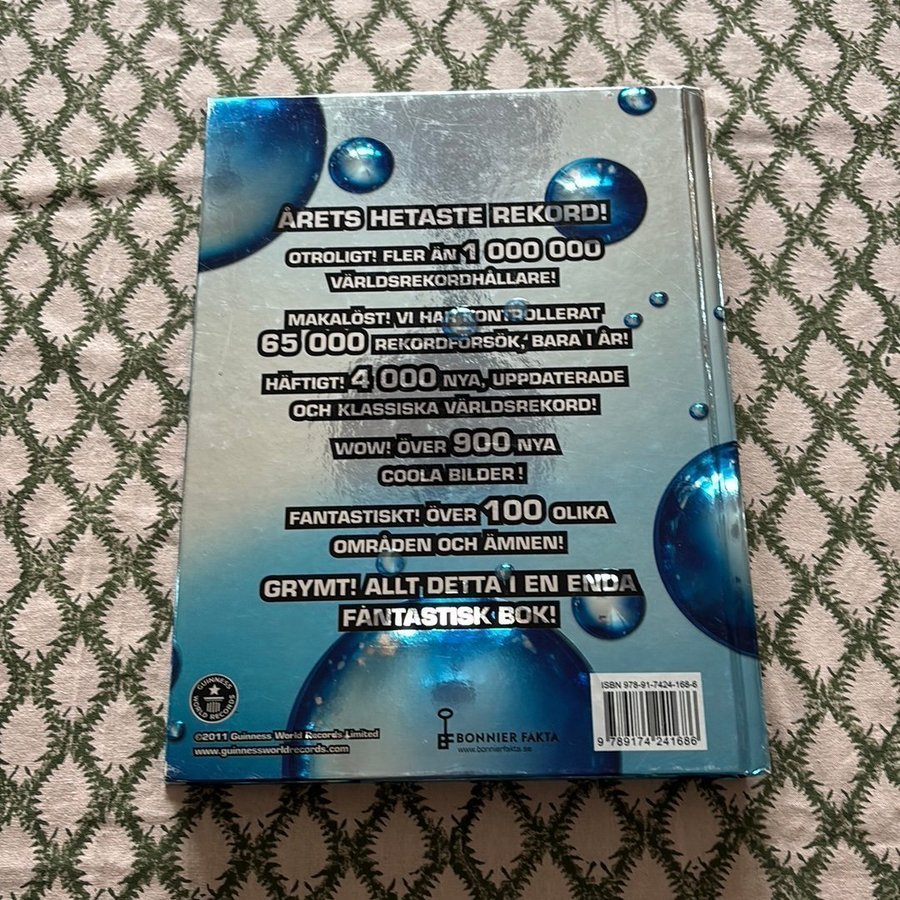 ÅRETS HETASTE REKORD!
OTROLIGT! FLER ÄN 1 000 000
VÄRLDSREKORDHÅLLARE!
MAKALÖST! VI HAR KONTROLLERAT
65 000 REKORDFÖRSÖK, BARA I ÅR!
HÄFTIGT! 4 000 NYA, UPPDATERADE
OCH KLASSISKA VÄRLDSREKORD!
WOW! ÖVER 900 NYA
COOLA BILDER!
FANTASTISKT! ÖVER 100 OLIKA
OMRÅDEN OCH ÄMNEN!
GRYMT! ALLT DETTA I EN ENDA
FANTASTISK BOK!
GUINNESS
WORLD RECORDS
©2011 Guinness World Records Limited
www.guinnessworldrecords.com
BONNIER FAKTA
www.bonnierfakta.se
ISBN 978-91-7424-168-6
9 789174 241686